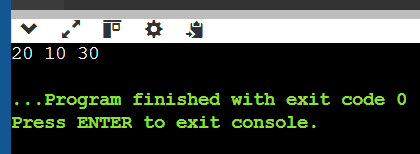 20 10 30
...Program finished with exit code 0
Press ENTER to exit console.